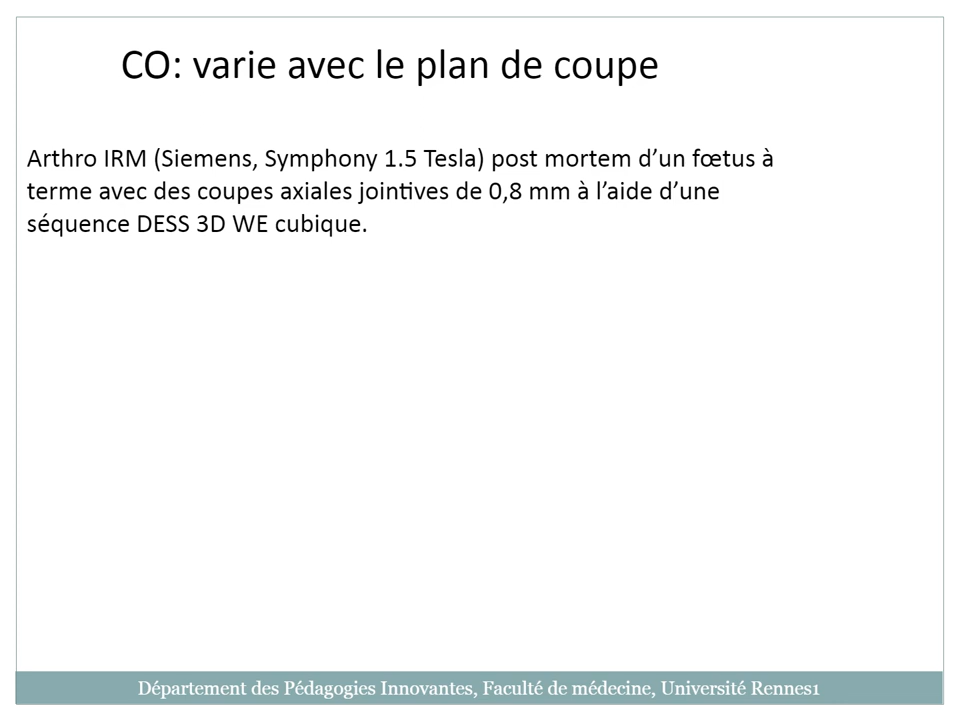 CO: varie avec le plan de coupe
Arthro IRM (Siemens, Symphony 1.5 Tesla) post mortem d’un fœtus à
terme avec des coupes axiales jointives de 0,8 mm à l’aide d’une
séquence DESS 3D WE cubique.
Département des Pédagogies Innovantes, Faculté de médecine, Université Rennes1